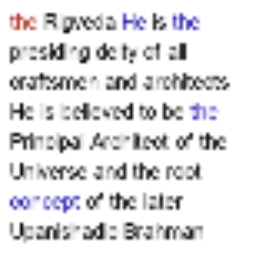 the Rigveda He is the
presiding deity of all
craftsmen and architects
He is believed to be the
Principal Architect of the
Universe and the root
concept of the later
Upanishadic Brahman